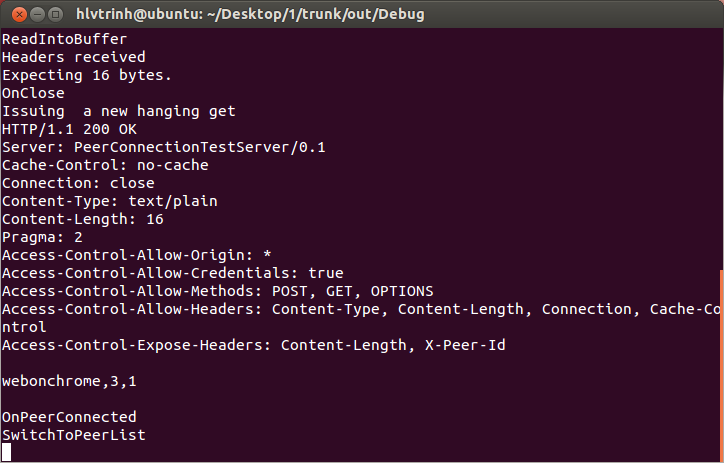 hlvtrinh@ubuntu: ~/Desktop/1/trunk/out/Debug
ReadIntoBuffer
Headers received
Expecting 16 bytes.
OnClose
Issuing  a new hanging get
HTTP/1.1 200 OK
Server: PeerConnectionTestServer/0.1
Cache-Control: no-cache
Connection: close
Content-Type: text/plain
Content-Length: 16
Pragma: 2
Access-Control-Allow-Origin: *
Access-Control-Allow-Credentials: true
Access-Control-Allow-Methods: POST, GET, OPTIONS
Access-Control-Allow-Headers: Content-Type, Content-Length, Connection, Cache-Co
ntrol
Access-Control-Expose-Headers: Content-Length, X-Peer-Id
webonchrome,3,1
OnPeerConnected
SwitchToPeerList